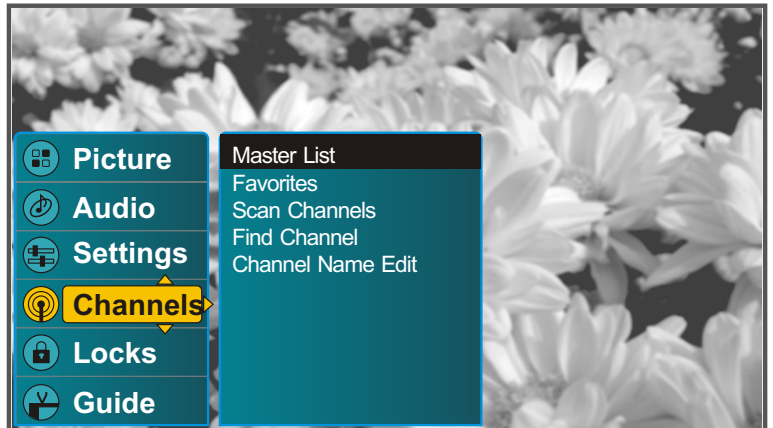 Picture
Audio
Settings
Channels
Locks
Guide
Master List
Favorites
Scan Channels
Find Channel
Channel Name Edit